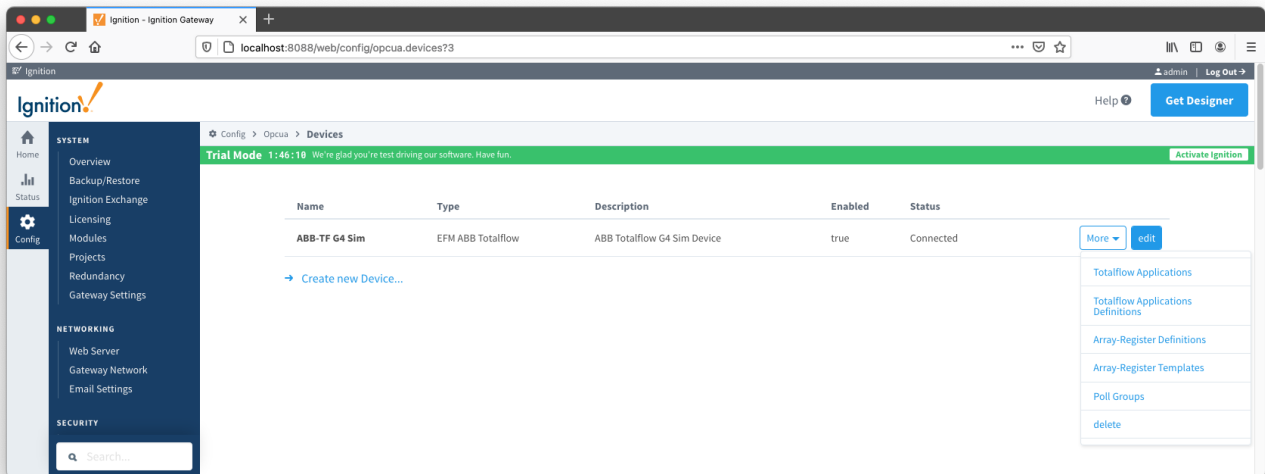 Ignition - Ignition Gateway
localhost:8088/web/config/opcua.devices?3
Ignition
admin | Log Out
Ignition!
Help
Get Designer
Home
Status
Config
SYSTEM
Overview
Backup/Restore
Ignition Exchange
Licensing
Modules
Projects
Redundancy
Gateway Settings
NETWORKING
Web Server
Gateway Network
Email Settings
SECURITY
Search...
Config > Opcua > Devices
Trial Mode 1:46:10 We're glad you're test driving our software. Have fun.
Activate Ignition
Name Type Description Enabled Status
ABB-TF G4 Sim EFM ABB Totalflow ABB Totalflow G4 Sim Device true Connected More edit
→ Create new Device...
Totalflow Applications
Totalflow Applications
Definitions
Array-Register Definitions
Array-Register Templates
Poll Groups
delete